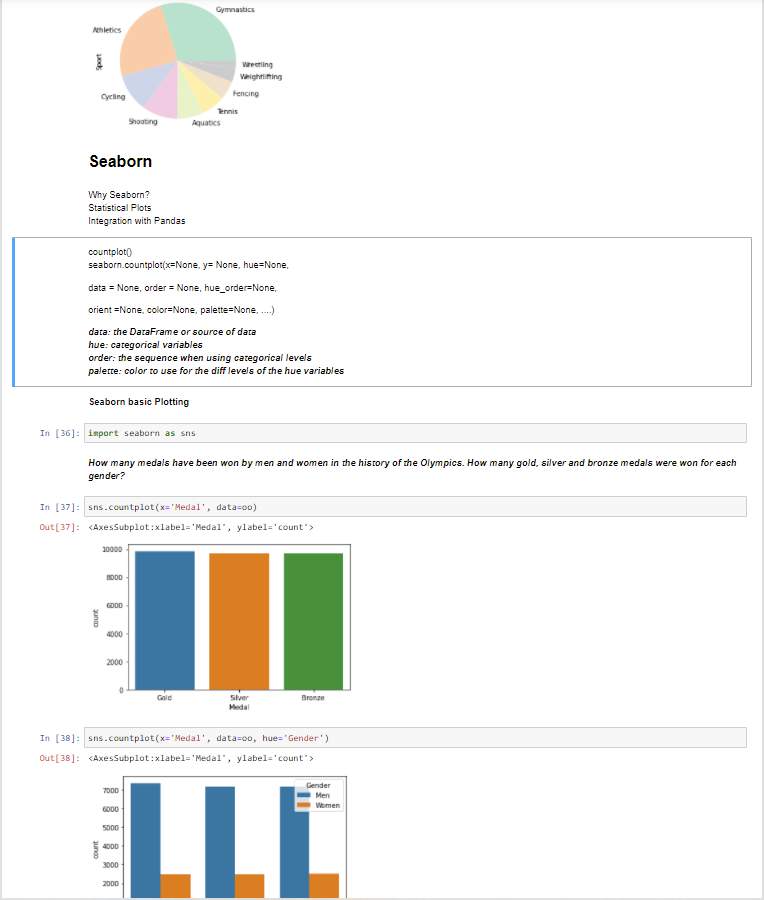 Gymnastics
Athletics
Sport
Wrestling
Weightlifting
Fencing
Cycling
Tennis
Shooting
Aquatics
Seaborn
Why Seaborn?
Statistical Plots
Integration with Pandas
countplot()
seaborn.countplot(x=None, y= None, hue=None,
data = None, order = None, hue_order=None,
orient =None, color=None, palette=None, ....)
data: the DataFrame or source of data
hue: categorical variables
order: the sequence when using categorical levels
palette: color to use for the diff levels of the hue variables
Seaborn basic Plotting
In [36]: import seaborn as sns
How many medals have been won by men and women in the history of the Olympics. How many gold, silver and bronze medals were won for each
gender?
In [37]: sns.countplot(x='Medal', data=oo)
Out[37]: <AxesSubplot:xlabel='Medal', ylabel='count'>
10000
8000
6000
count
4000
2000
0
Gold Silver Bronze
Medal
In [38]: sns.countplot(x='Medal', data=oo, hue='Gender')
Out[38]: <AxesSubplot:xlabel='Medal', ylabel='count'>
Gender
7000
Men
Women
6000
5000
count
4000
3000
2000